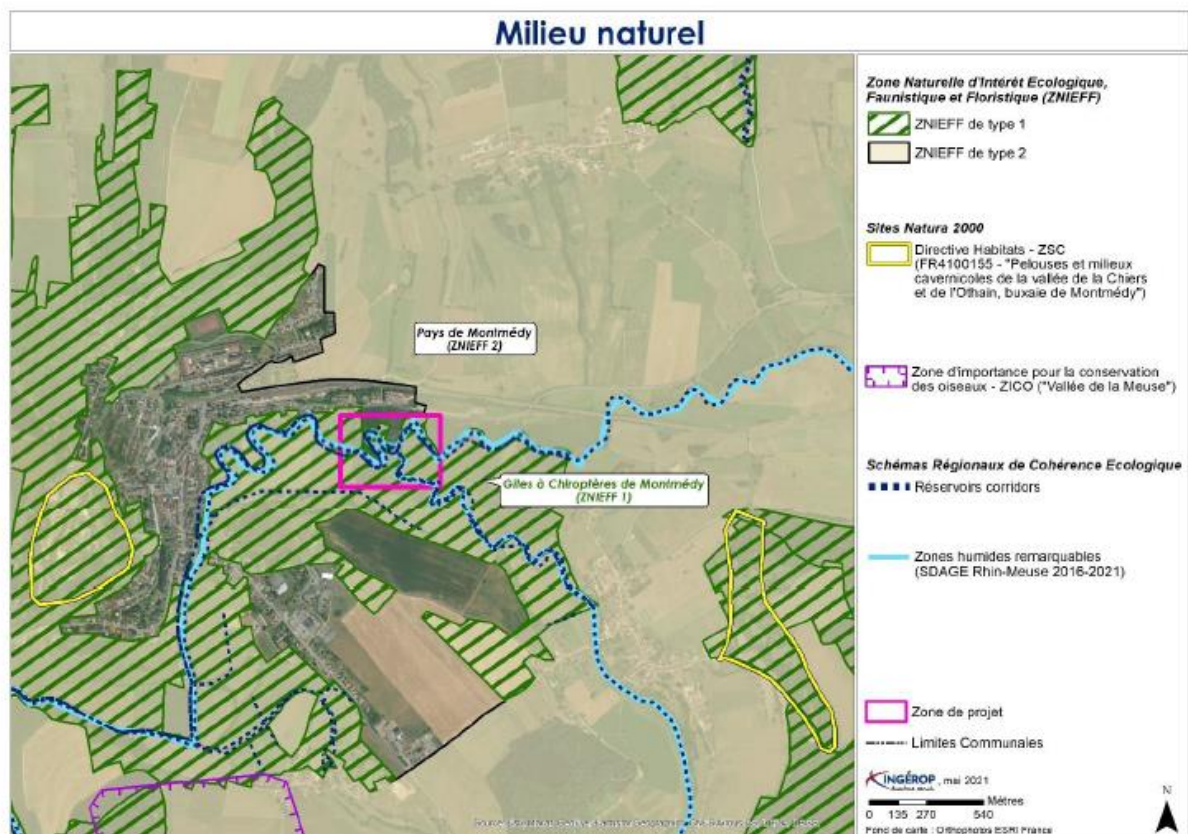 Milieu naturel
Pays de Montmédy
(ZNIEFF 2)
Gîtes à Chiroptères de Montmédy
(ZNIEFF 1)
Zone Naturelle d'Intérêt Ecologique,
Faunistique et Floristique (ZNIEFF)
ZNIEFF de type 1
ZNIEFF de type 2
Sites Natura 2000
Directive Habitats - ZSC
(FR4100155 - "Pelouses et milieux
cavernicoles de la vallée de la Chiers
et de l'Othain, buxaie de Montmédy")
Zone d'importance pour la conservation
des oiseaux - ZICO ("Vallée de la Meuse")
Schémas Régionaux de Cohérence Ecologique
Réservoirs corridors
Zones humides remarquables
(SDAGE Rhin-Meuse 2016-2021)
Zone de projet
Limites Communales
INGÉROP, mai 2021
Mètres
0 135 270 540
N
Fond de carte : Orthophotos ESRI France